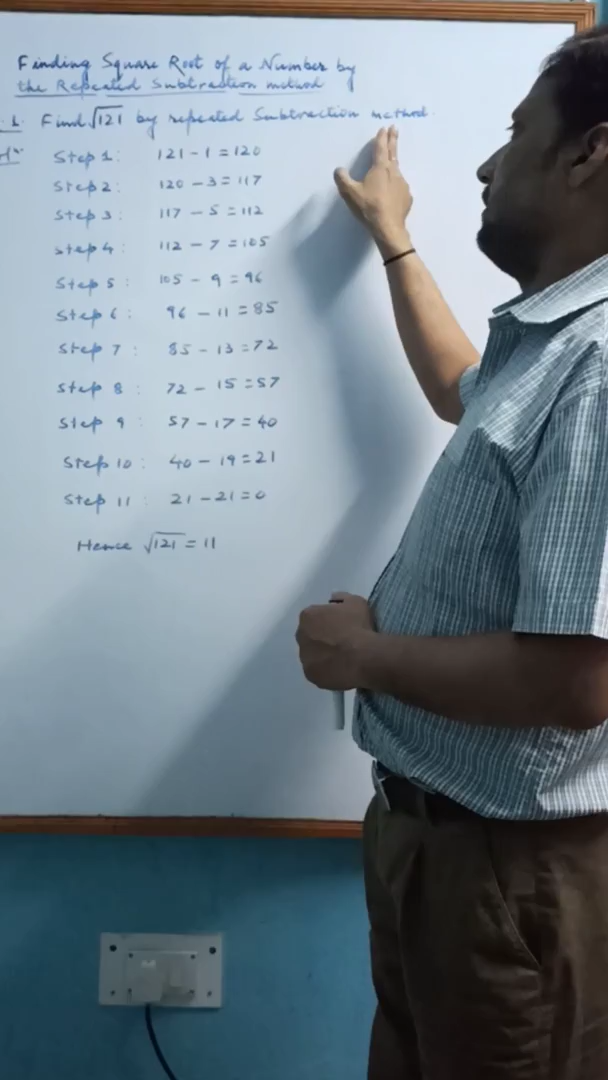 Finding Square Root of a Number by
the Repeated Subtraction method
1. Find √121 by repeated Subtraction method.
Step 1: 121 - 1 = 120
Step 2: 120 - 3 = 117
Step 3: 117 - 5 = 112
Step 4: 112 - 7 = 105
Step 5: 105 - 9 = 96
Step 6: 96 - 11 = 85
Step 7: 85 - 13 = 72
Step 8: 72 - 15 = 57
Step 9: 57 - 17 = 40
Step 10: 40 - 19 = 21
Step 11: 21 - 21 = 0
Hence √121 = 11